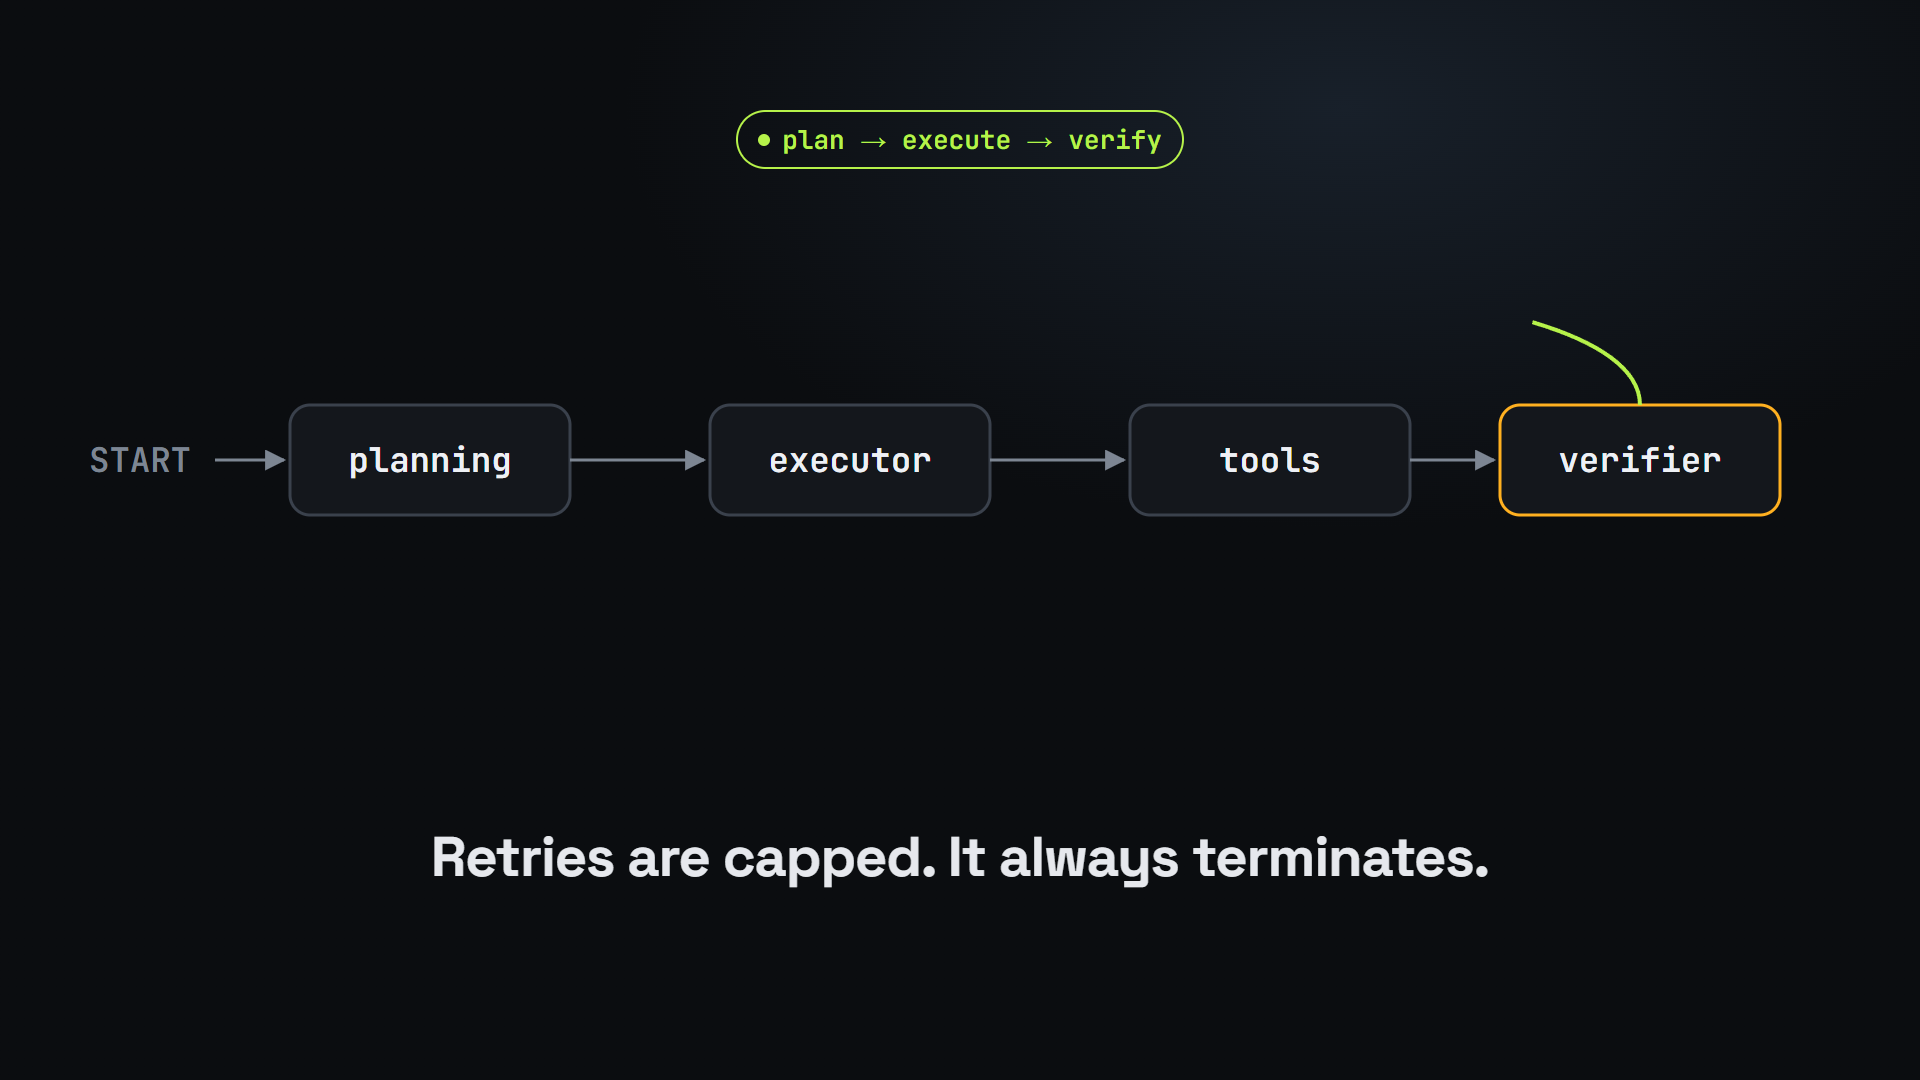 plan → execute → verify
START planning executor tools verifier
Retries are capped. It always terminates.